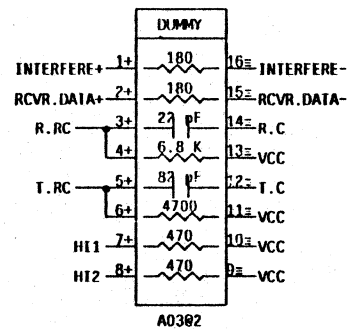 DUMMY
INTERFERE+ 1+ 180 16= INTERFERE-
RCVR.DATA+ 2+ 180 15= RCVR.DATA-
R.RC 3+ 22 pF 14= R.C
4+ 6.8 K 13= VCC
T.RC 5+ 82 pF 12= T.C
6+ 4700 11= VCC
HI1 7+ 470 10= VCC
HI2 8+ 470 9= VCC
A03@2